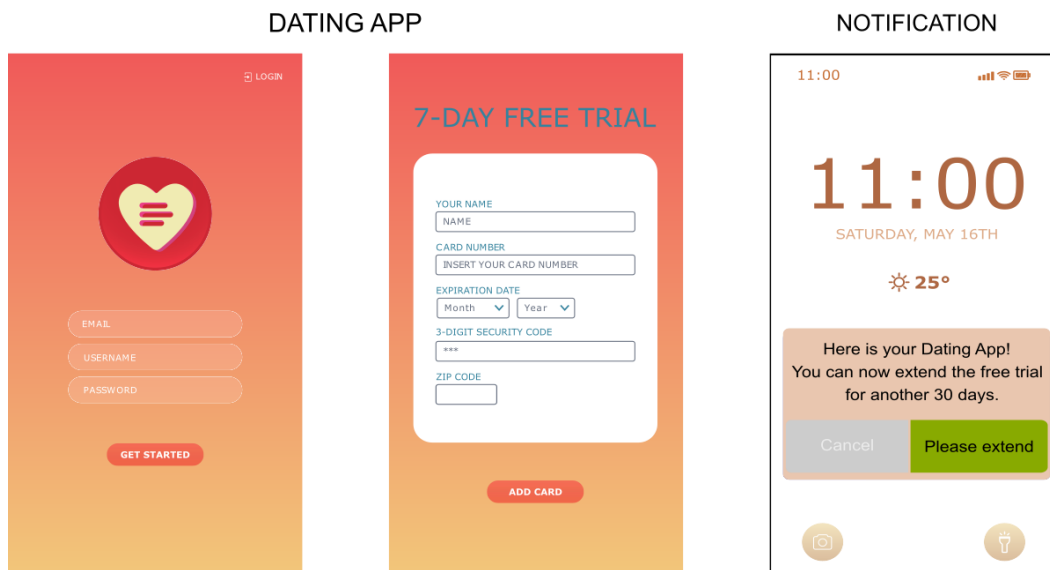 DATING APP
NOTIFICATION
LOGIN
EMAIL
USERNAME
PASSWORD
GET STARTED
7-DAY FREE TRIAL
YOUR NAME
NAME
CARD NUMBER
INSERT YOUR CARD NUMBER
EXPIRATION DATE
Month Year
3-DIGIT SECURITY CODE
***
ZIP CODE
ADD CARD
11:00
11:00
SATURDAY, MAY 16TH
25°
Here is your Dating App!
You can now extend the free trial
for another 30 days.
Cancel Please extend